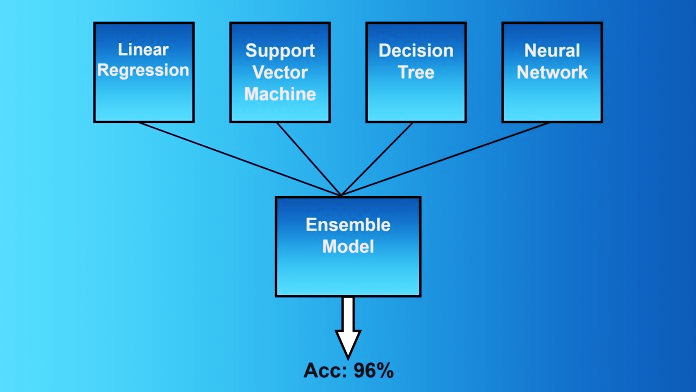 Linear
Regression
Support
Vector
Machine
Decision
Tree
Neural
Network
Ensemble
Model
Acc: 96%